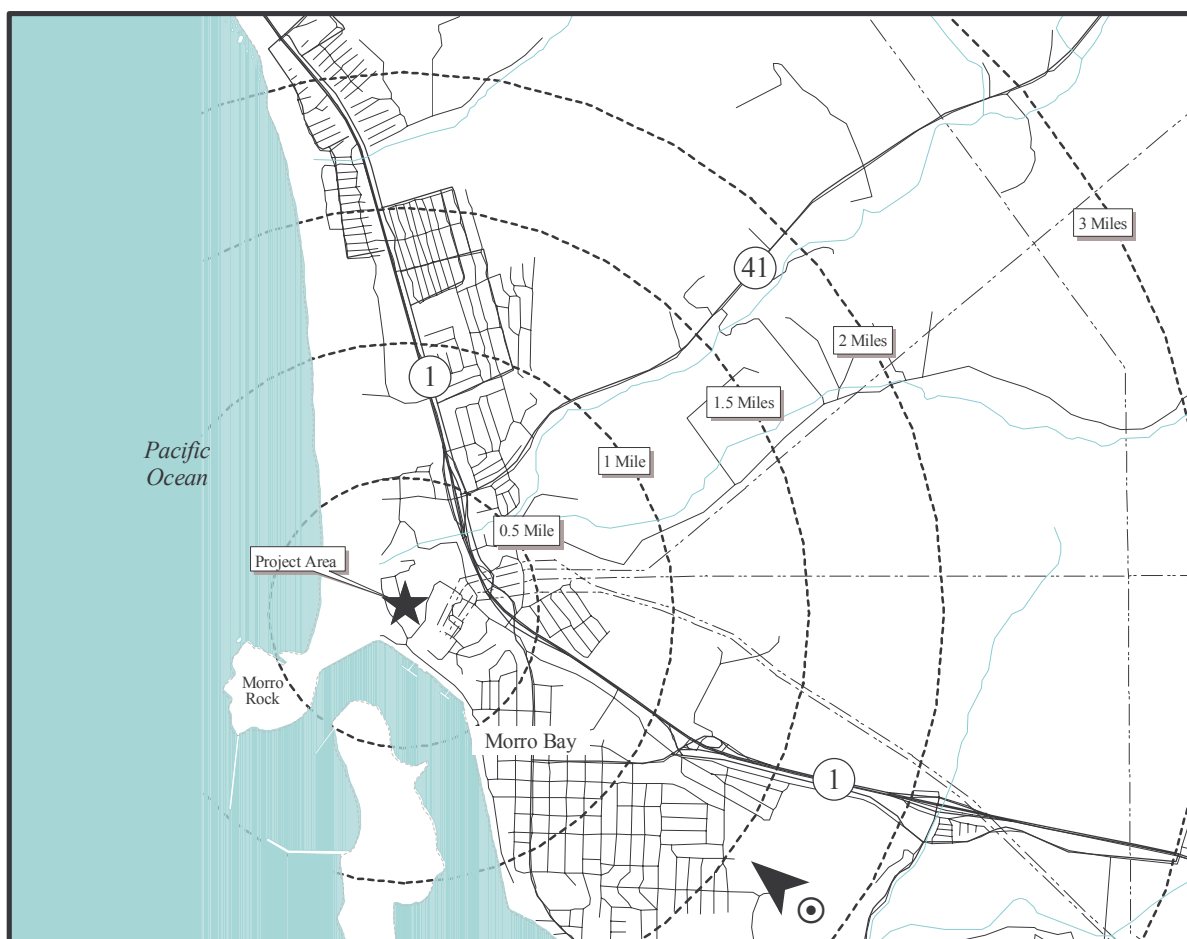 3 Miles
41
2 Miles
1
1.5 Miles
Pacific
Ocean
1 Mile
0.5 Mile
Project Area
Morro
Rock
Morro Bay
1